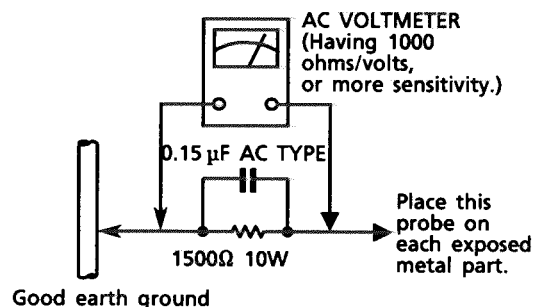 AC VOLTMETER
(Having 1000
ohms/volts,
or more sensitivity.)
0.15 μF AC TYPE
1500Ω 10W
Place this
probe on
each exposed
metal part.
Good earth ground